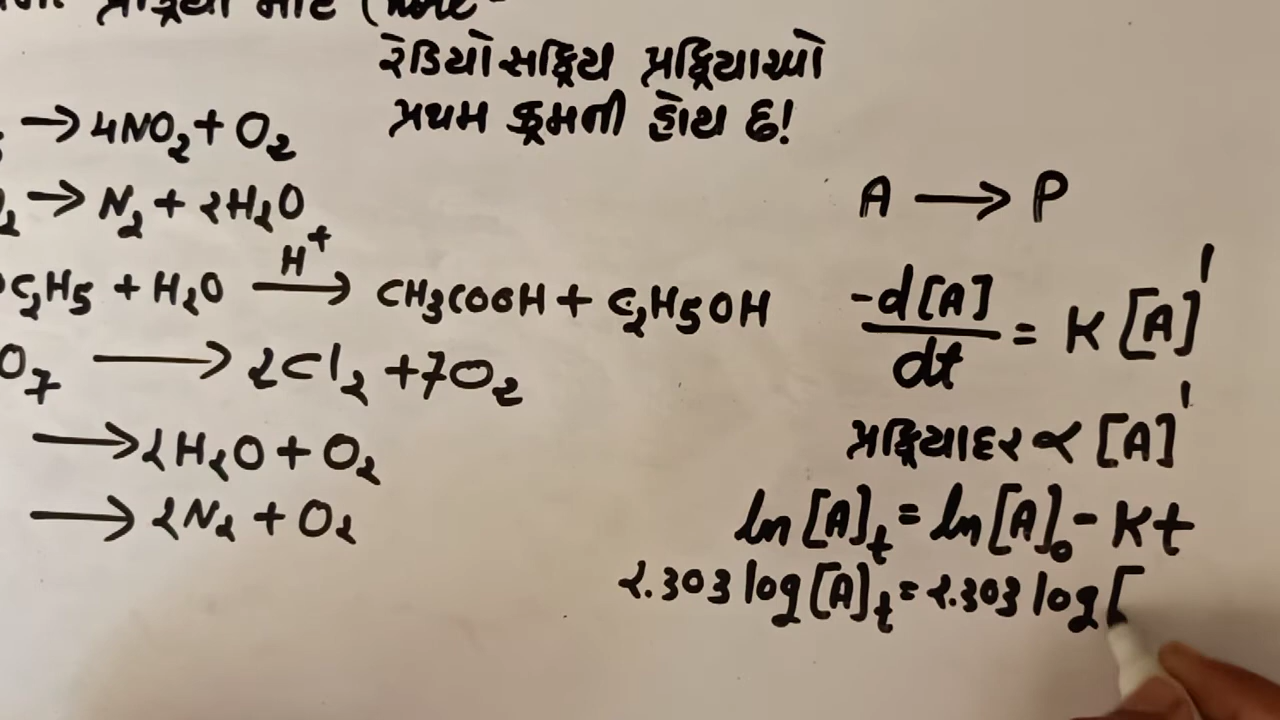 પ્રક્રિયા માટે (
રેડિયોસક્રિય પ્રક્રિયાઓ
પ્રથમ ક્રમની હોય છે!
→ 4NO₂ + O₂
→ N₂ + 2H₂O
C₂H₅ + H₂O H⁺→ CH₃COOH + C₂H₅OH
O₇ → 2Cl₂ + 7O₂
→ 2H₂O + O₂
→ 2N₂ + O₂
A → P
-d[A]/dt = K[A]¹
પ્રક્રિયાદર ∝ [A]¹
ln[A]ₜ = ln[A]₀ - Kt
2.303 log[A]ₜ = 2.303 log[